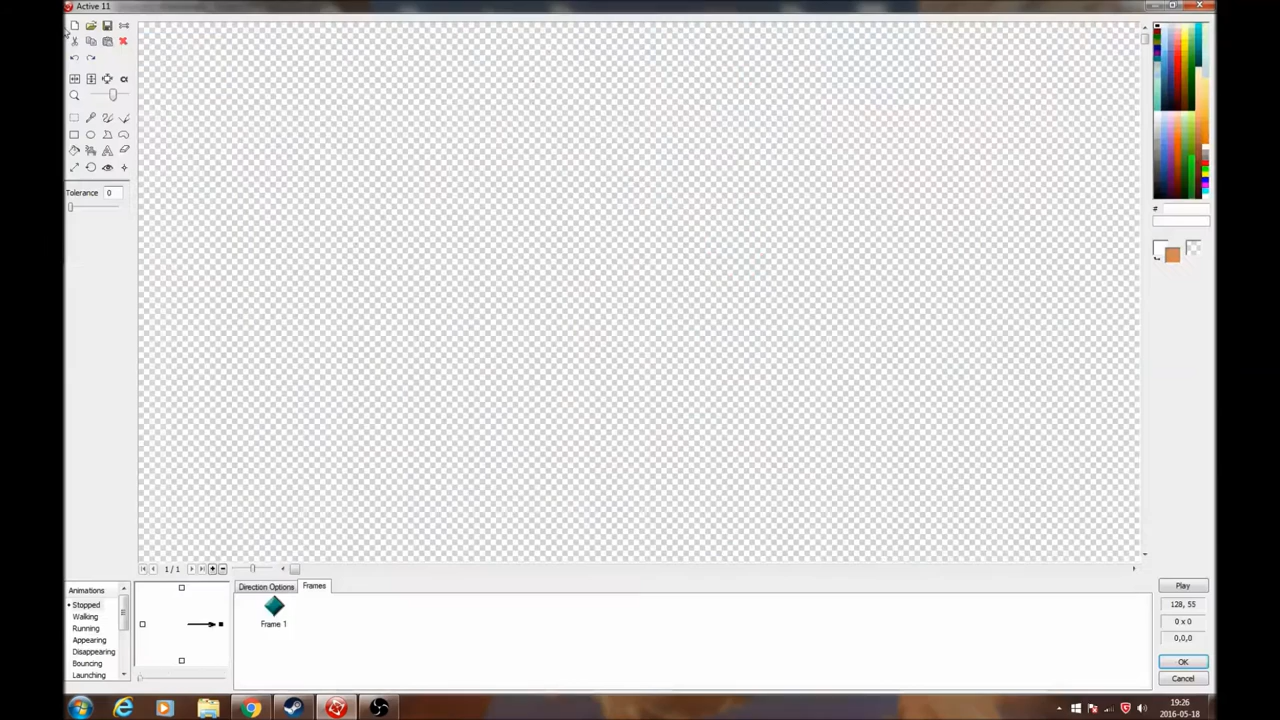 Active 11
Tolerance 0
#
1 / 1
Animations
Stopped
Walking
Running
Appearing
Disappearing
Bouncing
Launching
Direction Options
Frames
Frame 1
Play
128, 55
0 x 0
0,0,0
OK
Cancel
19:26
2016-05-18